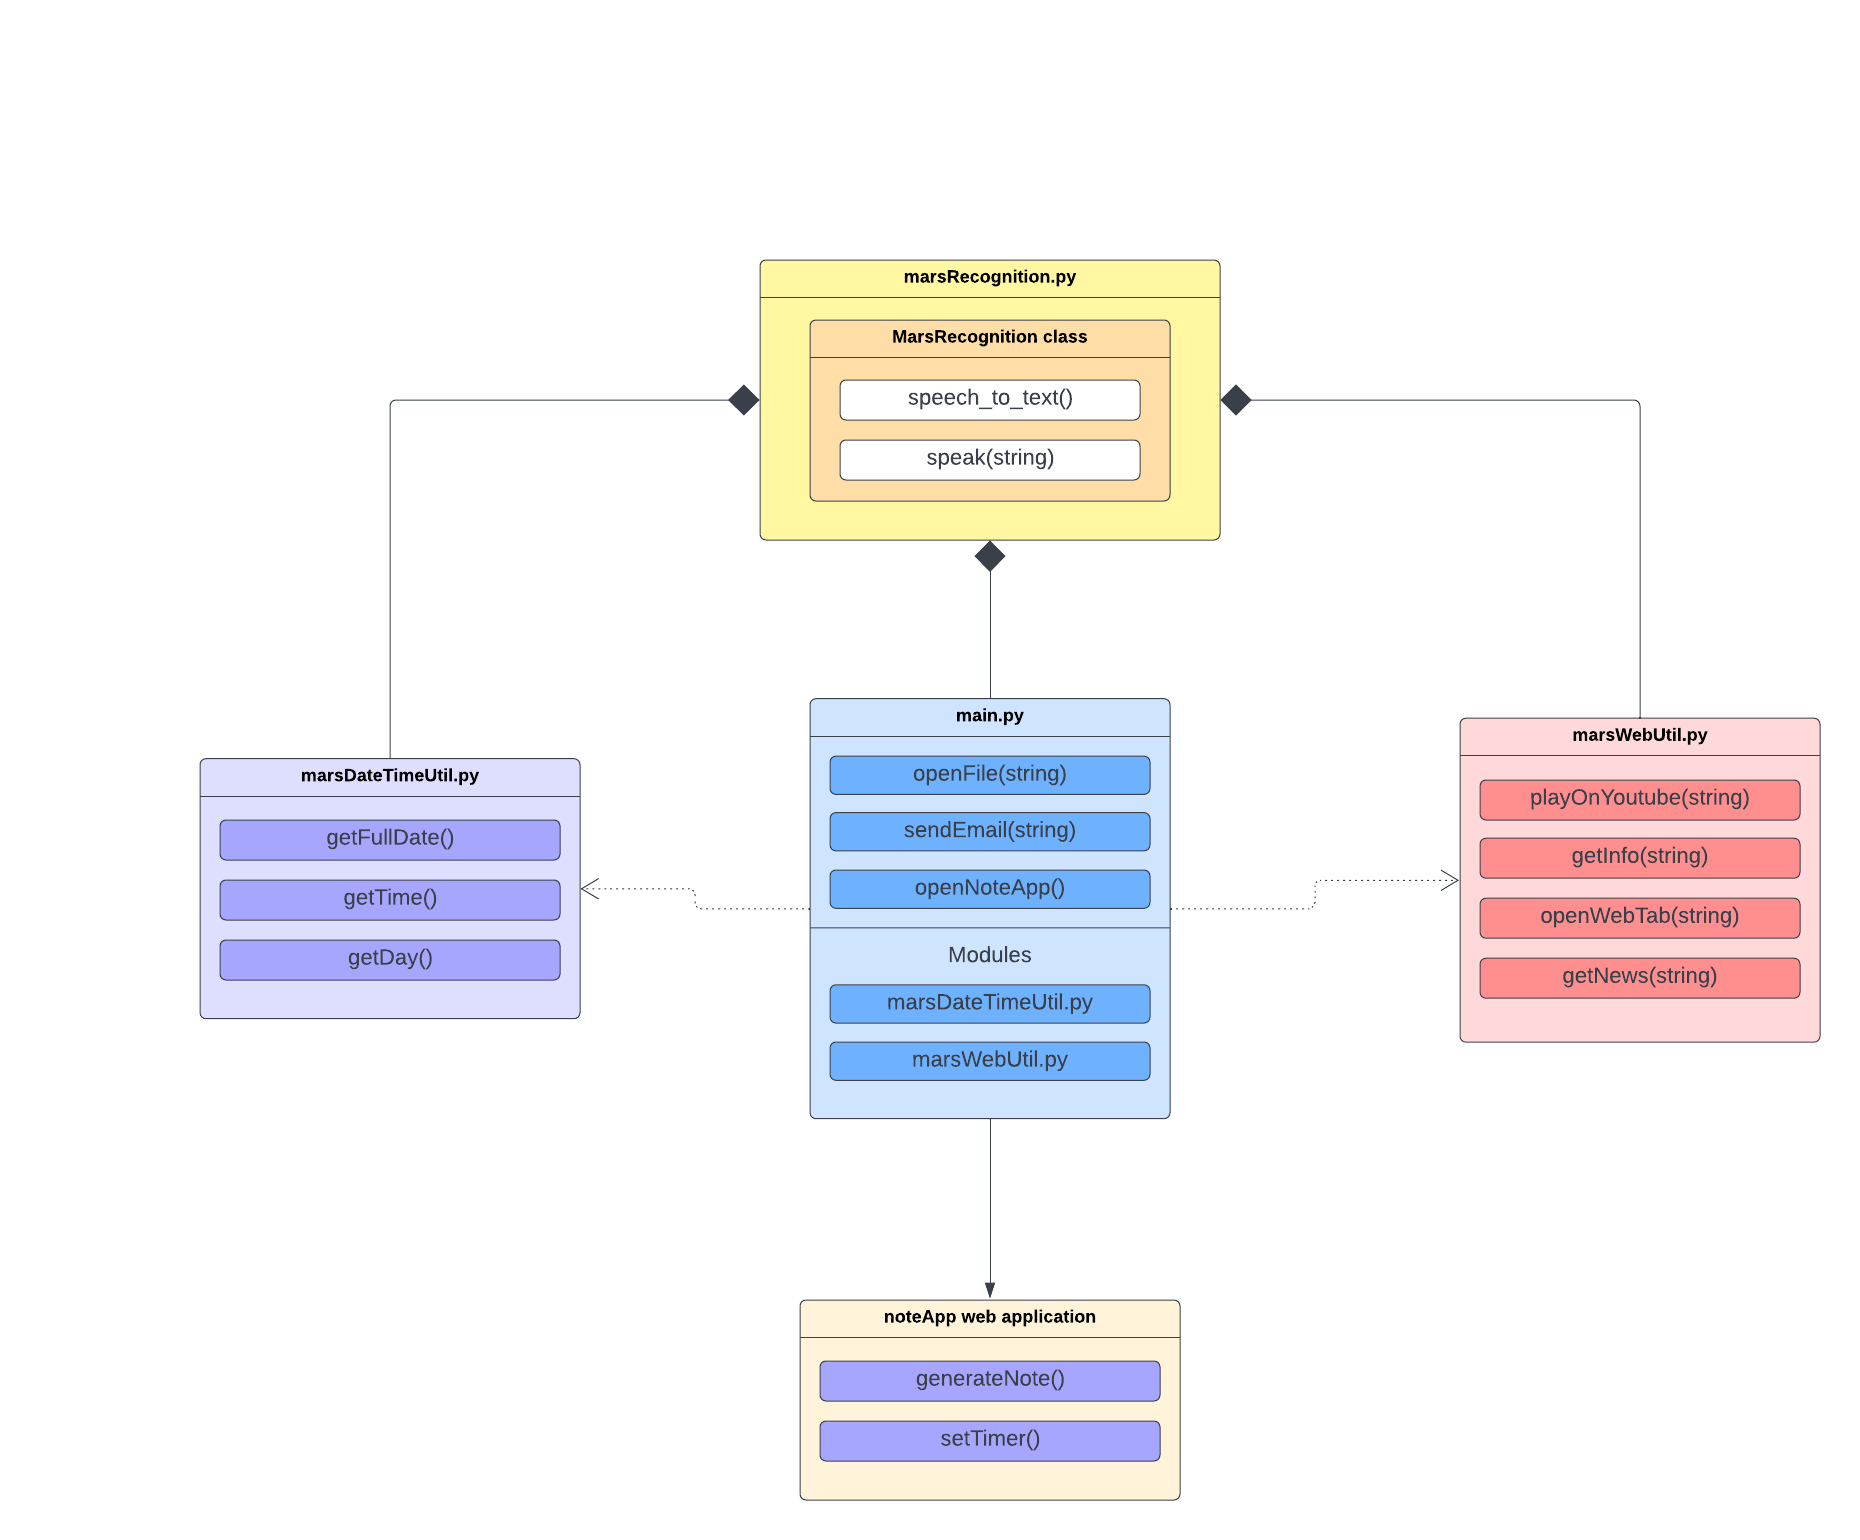 marsRecognition.py
MarsRecognition class
speech_to_text()
speak(string)
marsDateTimeUtil.py
getFullDate()
getTime()
getDay()
main.py
openFile(string)
sendEmail(string)
openNoteApp()
Modules
marsDateTimeUtil.py
marsWebUtil.py
marsWebUtil.py
playOnYoutube(string)
getInfo(string)
openWebTab(string)
getNews(string)
noteApp web application
generateNote()
setTimer()